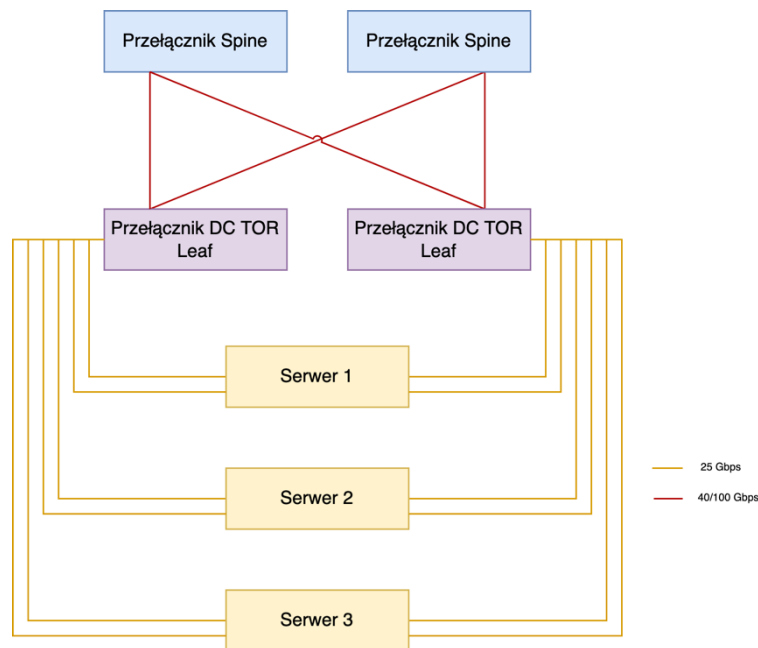 Przełącznik Spine
Przełącznik Spine
Przełącznik DC TOR
Leaf
Przełącznik DC TOR
Leaf
Serwer 1
25 Gbps
Serwer 2
40/100 Gbps
Serwer 3